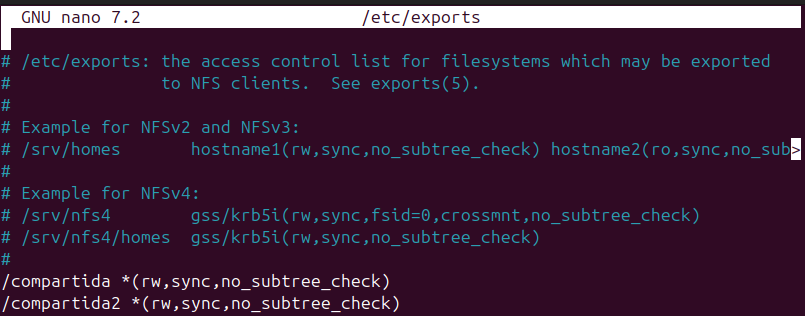 GNU nano 7.2 /etc/exports
# /etc/exports: the access control list for filesystems which may be exported
# to NFS clients. See exports(5).
#
# Example for NFSv2 and NFSv3:
# /srv/homes hostname1(rw,sync,no_subtree_check) hostname2(ro,sync,no_sub>
#
# Example for NFSv4:
# /srv/nfs4 gss/krb5i(rw,sync,fsid=0,crossmnt,no_subtree_check)
# /srv/nfs4/homes gss/krb5i(rw,sync,no_subtree_check)
#
/compartida *(rw,sync,no_subtree_check)
/compartida2 *(rw,sync,no_subtree_check)